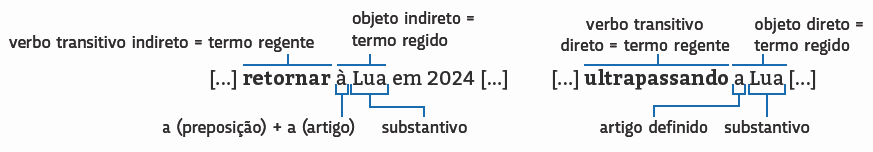 verbo transitivo indireto = termo regente
objeto indireto =
termo regido
[...] retornar à Lua em 2024 [...]
a (preposição) + a (artigo)
substantivo
verbo transitivo
direto = termo regente
objeto direto =
termo regido
[...] ultrapassando a Lua [...]
artigo definido
substantivo